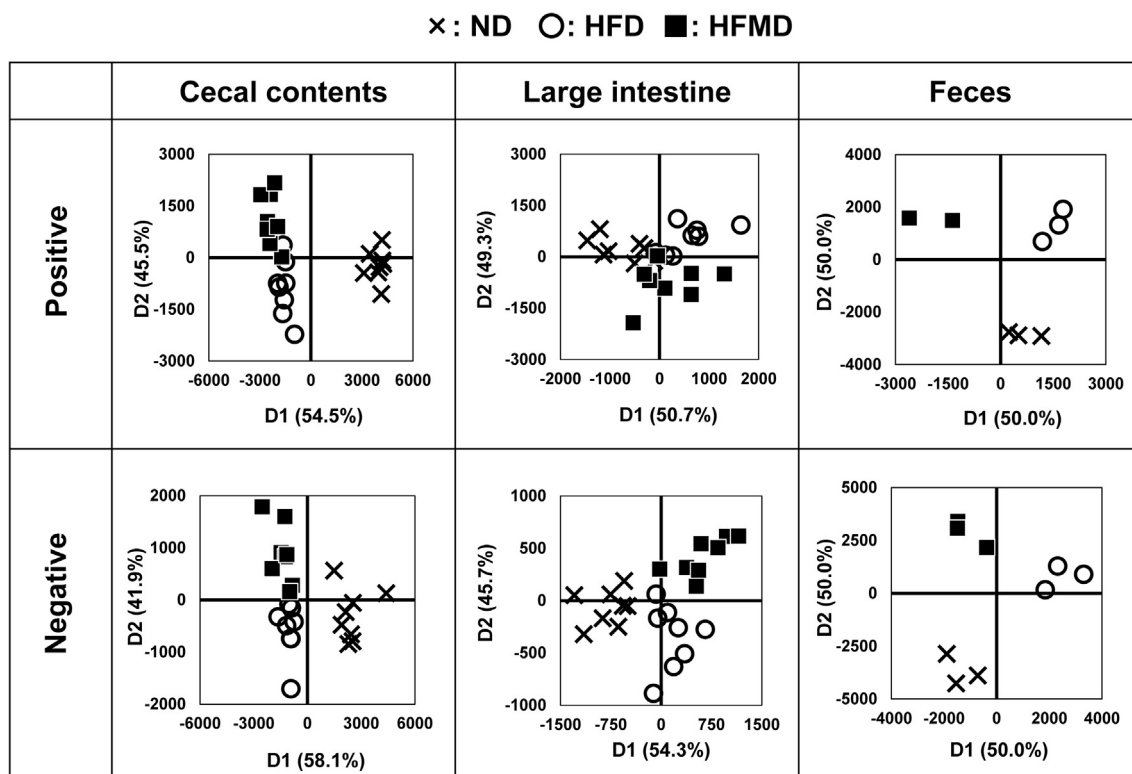 ×: ND ○: HFD ■: HFMD
Cecal contents Large intestine Feces
Positive
D2 (45.5%)
3000
1500
0
-1500
-3000
-6000 -3000 0 3000 6000
D1 (54.5%)
D2 (49.3%)
3000
1500
0
-1500
-3000
-2000 -1000 0 1000 2000
D1 (50.7%)
D2 (50.0%)
4000
2000
0
-2000
-4000
-3000 -1500 0 1500 3000
D1 (50.0%)
Negative
D2 (41.9%)
2000
1000
0
-1000
-2000
-6000 -3000 0 3000 6000
D1 (58.1%)
D2 (45.7%)
1000
500
0
-500
-1000
-1500 -750 0 750 1500
D1 (54.3%)
D2 (50.0%)
5000
2500
0
-2500
-5000
-4000 -2000 0 2000 4000
D1 (50.0%)